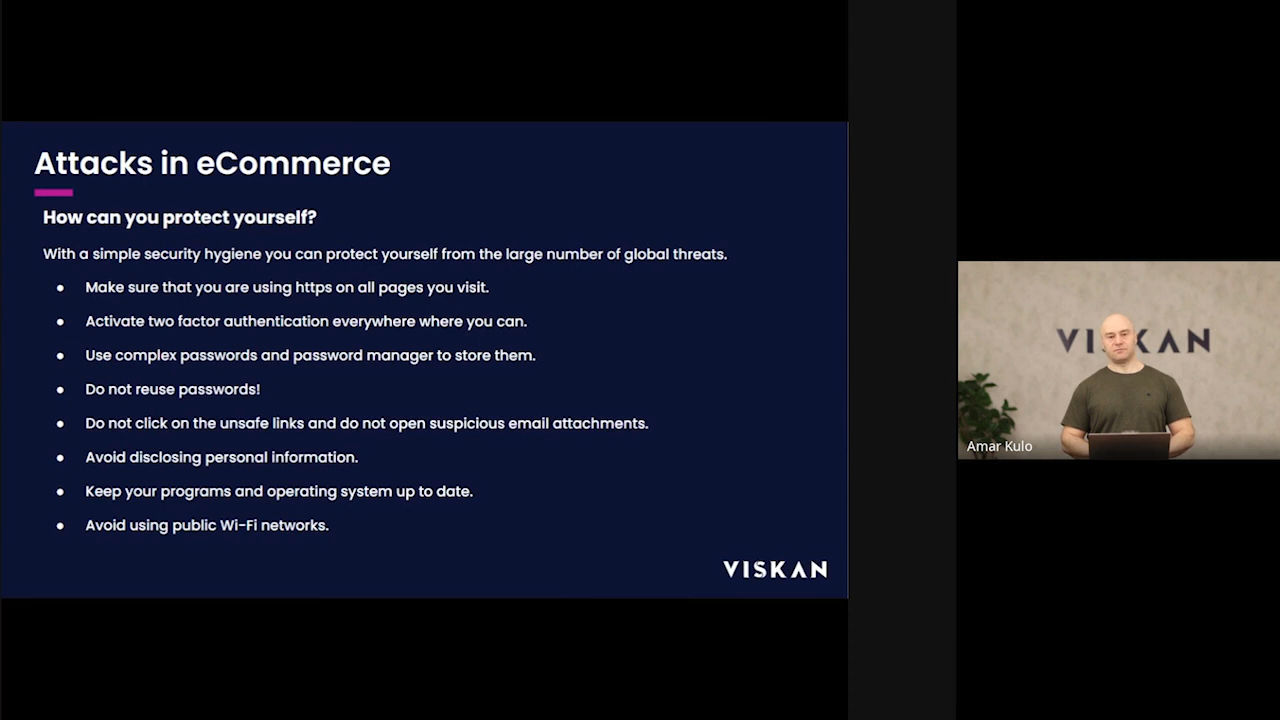 Attacks in eCommerce
How can you protect yourself?
With a simple security hygiene you can protect yourself from the large number of global threats.
● Make sure that you are using https on all pages you visit.
● Activate two factor authentication everywhere where you can.
● Use complex passwords and password manager to store them.
● Do not reuse passwords!
● Do not click on the unsafe links and do not open suspicious email attachments.
● Avoid disclosing personal information.
● Keep your programs and operating system up to date.
● Avoid using public Wi-Fi networks.
VISKAN
VISKAN
Amar Kulo